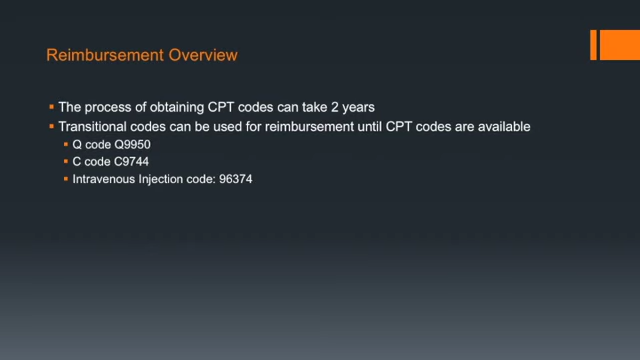 Reimbursement Overview
The process of obtaining CPT codes can take 2 years
Transitional codes can be used for reimbursement until CPT codes are available
Q code Q9950
C code C9744
Intravenous Injection code: 96374